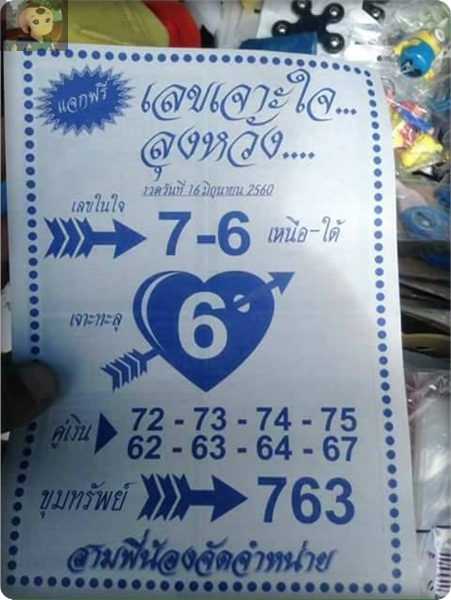 แจกฟรี
เลขเจาะใจ...
ลุงหวัง....
งวดวันที่ 16 มิถุนายน 2560
เลขในใจ
7-6 เหนือ-ใต้
เจาะทะลุ
6
คู่เงิน
72 - 73 - 74 - 75
62 - 63 - 64 - 67
ขุมทรัพย์ 763
สามพี่น้องจัดจำหน่าย